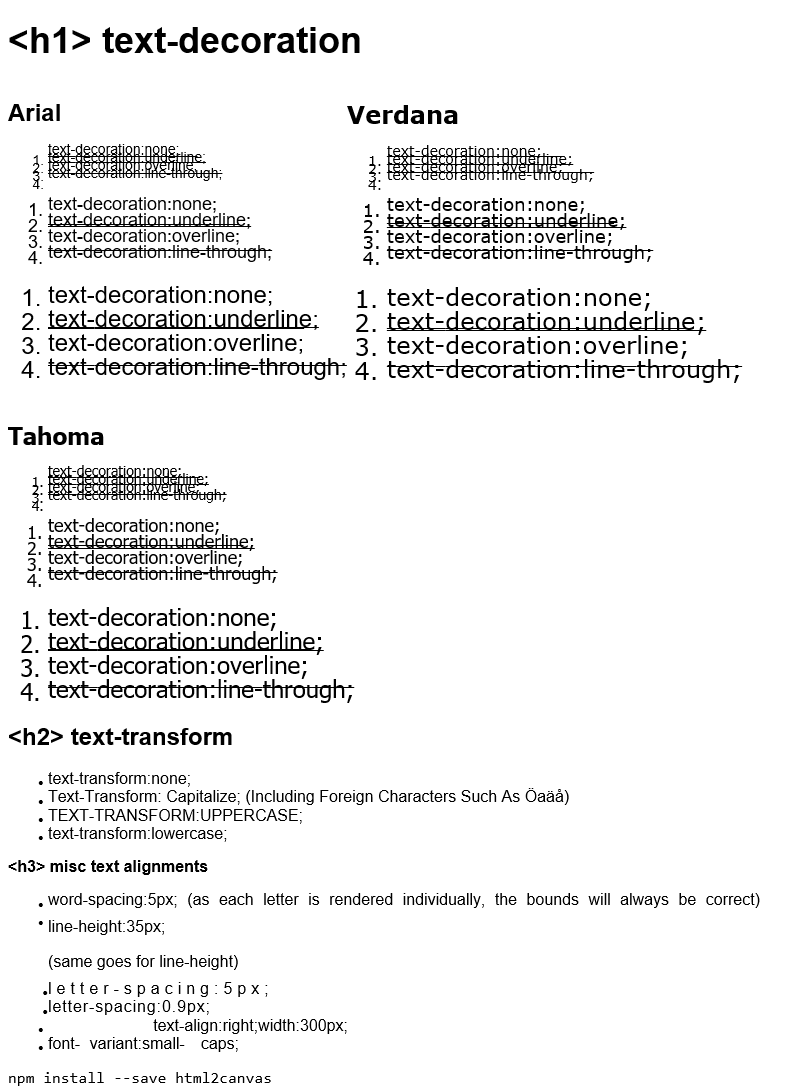 <h1> text-decoration
Arial
1. text-decoration:none;
2. text-decoration:underline;
3. text-decoration:overline;
4. text-decoration:line-through;
1. text-decoration:none;
2. text-decoration:underline;
3. text-decoration:overline;
4. text-decoration:line-through;
1. text-decoration:none;
2. text-decoration:underline;
3. text-decoration:overline;
4. text-decoration:line-through;
Verdana
1. text-decoration:none;
2. text-decoration:underline;
3. text-decoration:overline;
4. text-decoration:line-through;
1. text-decoration:none;
2. text-decoration:underline;
3. text-decoration:overline;
4. text-decoration:line-through;
1. text-decoration:none;
2. text-decoration:underline;
3. text-decoration:overline;
4. text-decoration:line-through;
Tahoma
1. text-decoration:none;
2. text-decoration:underline;
3. text-decoration:overline;
4. text-decoration:line-through;
1. text-decoration:none;
2. text-decoration:underline;
3. text-decoration:overline;
4. text-decoration:line-through;
1. text-decoration:none;
2. text-decoration:underline;
3. text-decoration:overline;
4. text-decoration:line-through;
<h2> text-transform
• text-transform:none;
• Text-Transform: Capitalize; (Including Foreign Characters Such As Öaäå)
• TEXT-TRANSFORM:UPPERCASE;
• text-transform:lowercase;
<h3> misc text alignments
• word-spacing:5px; (as each letter is rendered individually, the bounds will always be correct)
• line-height:35px;
(same goes for line-height)
• letter-spacing:5px;
• letter-spacing:0.9px;
• text-align:right;width:300px;
• font- variant:small- caps;
npm install --save html2canvas